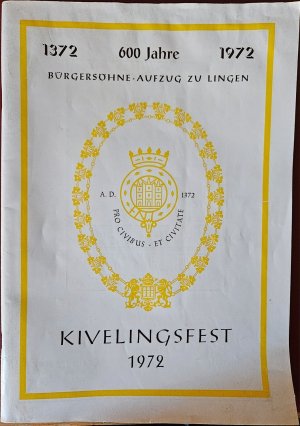 1372 600 Jahre 1972
BÜRGERSÖHNE-AUFZUG ZU LINGEN
A. D. 1372
PRO CIVIBUS · ET CIVITATE
KIVELINGSFEST
1972